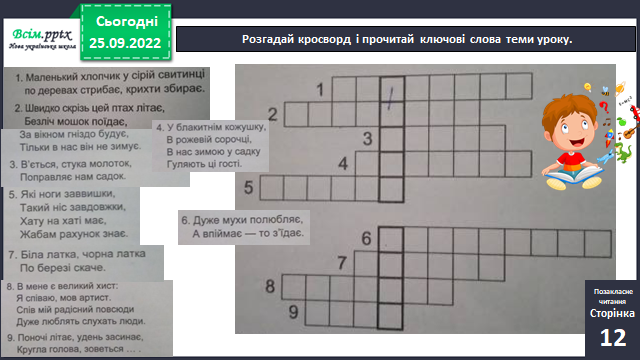 Всім.pptx
Нова українська школа
Сьогодні
25.09.2022
Розгадай кросворд і прочитай ключові слова теми уроку.
1. Маленький хлопчик у сірій свитинці
по деревах стрибає, крихти збирає.
2. Швидко скрізь цей птах літає,
Безліч мошок поїдає,
За вікном гніздо будує,
Тільки в нас він не зимує.
3. В'ється, стука молоток,
Поправляє нам садок.
4. У блакитнім кожушку,
В рожевій сорочці,
В нас зимою у садку
Гуляють ці гості.
5. Які ноги заввишки,
Такий ніс завдовжки,
Хату на хаті має,
Жабам рахунок знає.
6. Дуже мухи полюбляє,
А впіймає — то з'їдає.
7. Біла латка, чорна латка
По березі скаче.
8. В мене є великий хист:
Я співаю, мов артист.
Спів мій радісний повсюди
Дуже люблять слухать люди.
9. Поночі літає, удень засинає,
Кругла голова, зоветься ... .
1
2
3
4
5
6
7
8
9
Позакласне
читання
Сторінка
12